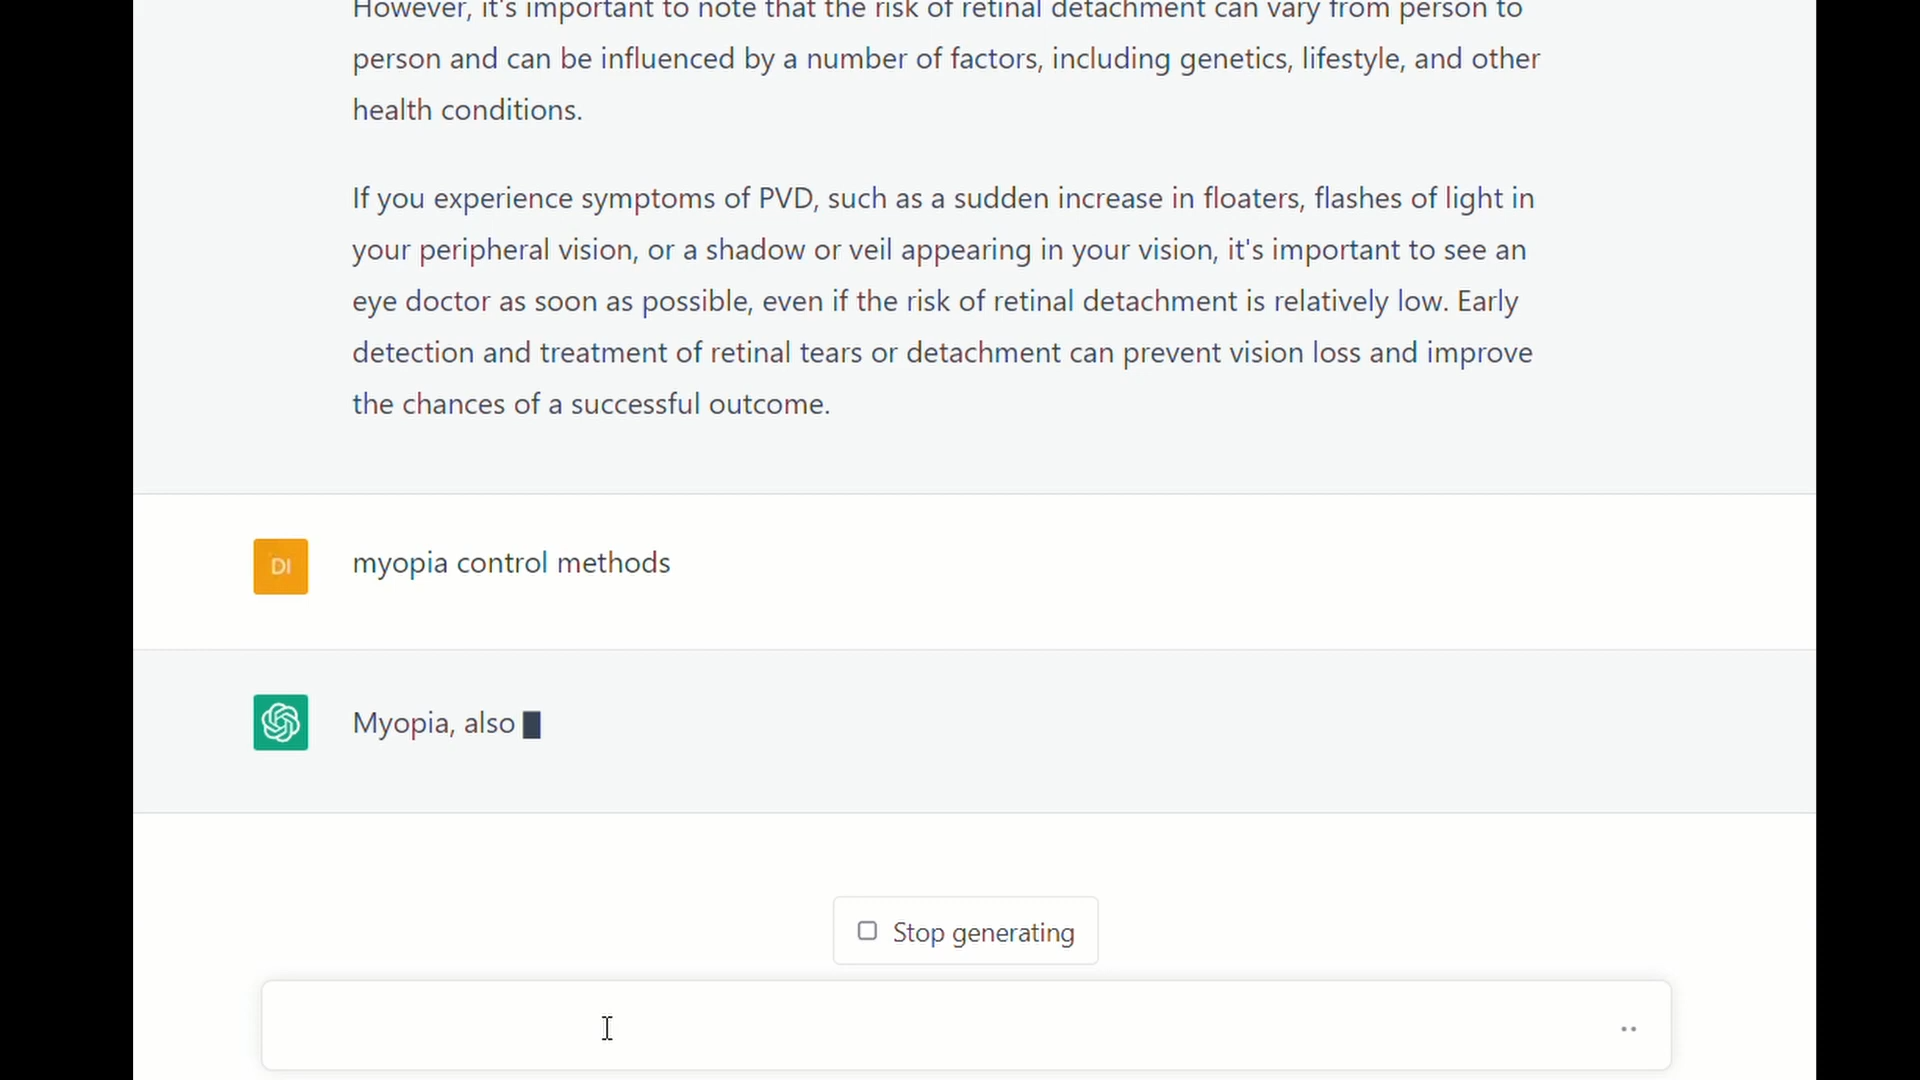 However, it's important to note that the risk of retinal detachment can vary from person to
person and can be influenced by a number of factors, including genetics, lifestyle, and other
health conditions.
If you experience symptoms of PVD, such as a sudden increase in floaters, flashes of light in
your peripheral vision, or a shadow or veil appearing in your vision, it's important to see an
eye doctor as soon as possible, even if the risk of retinal detachment is relatively low. Early
detection and treatment of retinal tears or detachment can prevent vision loss and improve
the chances of a successful outcome.
DI
myopia control methods
Myopia, also
Stop generating